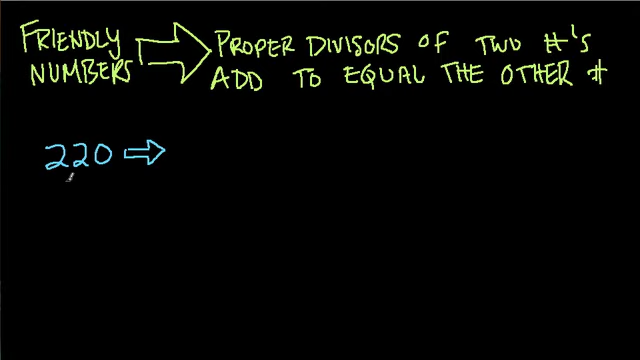 FRIENDLY NUMBERS ⇒ PROPER DIVISORS OF TWO #'S
ADD TO EQUAL THE OTHER #
220 ⇒